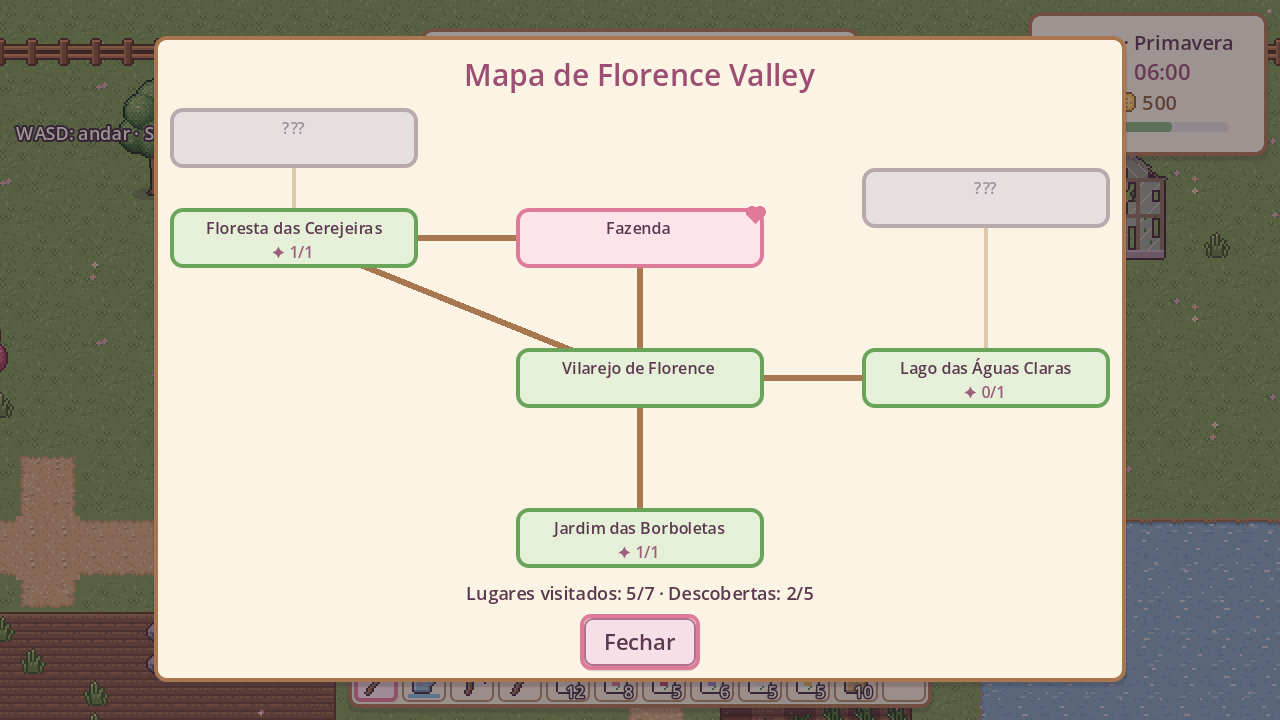 Mapa de Florence Valley
· Primavera
06:00
500
WASD: andar · S
???
???
Floresta das Cerejeiras
✦ 1/1
Fazenda
Vilarejo de Florence
Lago das Águas Claras
✦ 0/1
Jardim das Borboletas
✦ 1/1
Lugares visitados: 5/7 · Descobertas: 2/5
Fechar
12 8 5 6 5 5 10